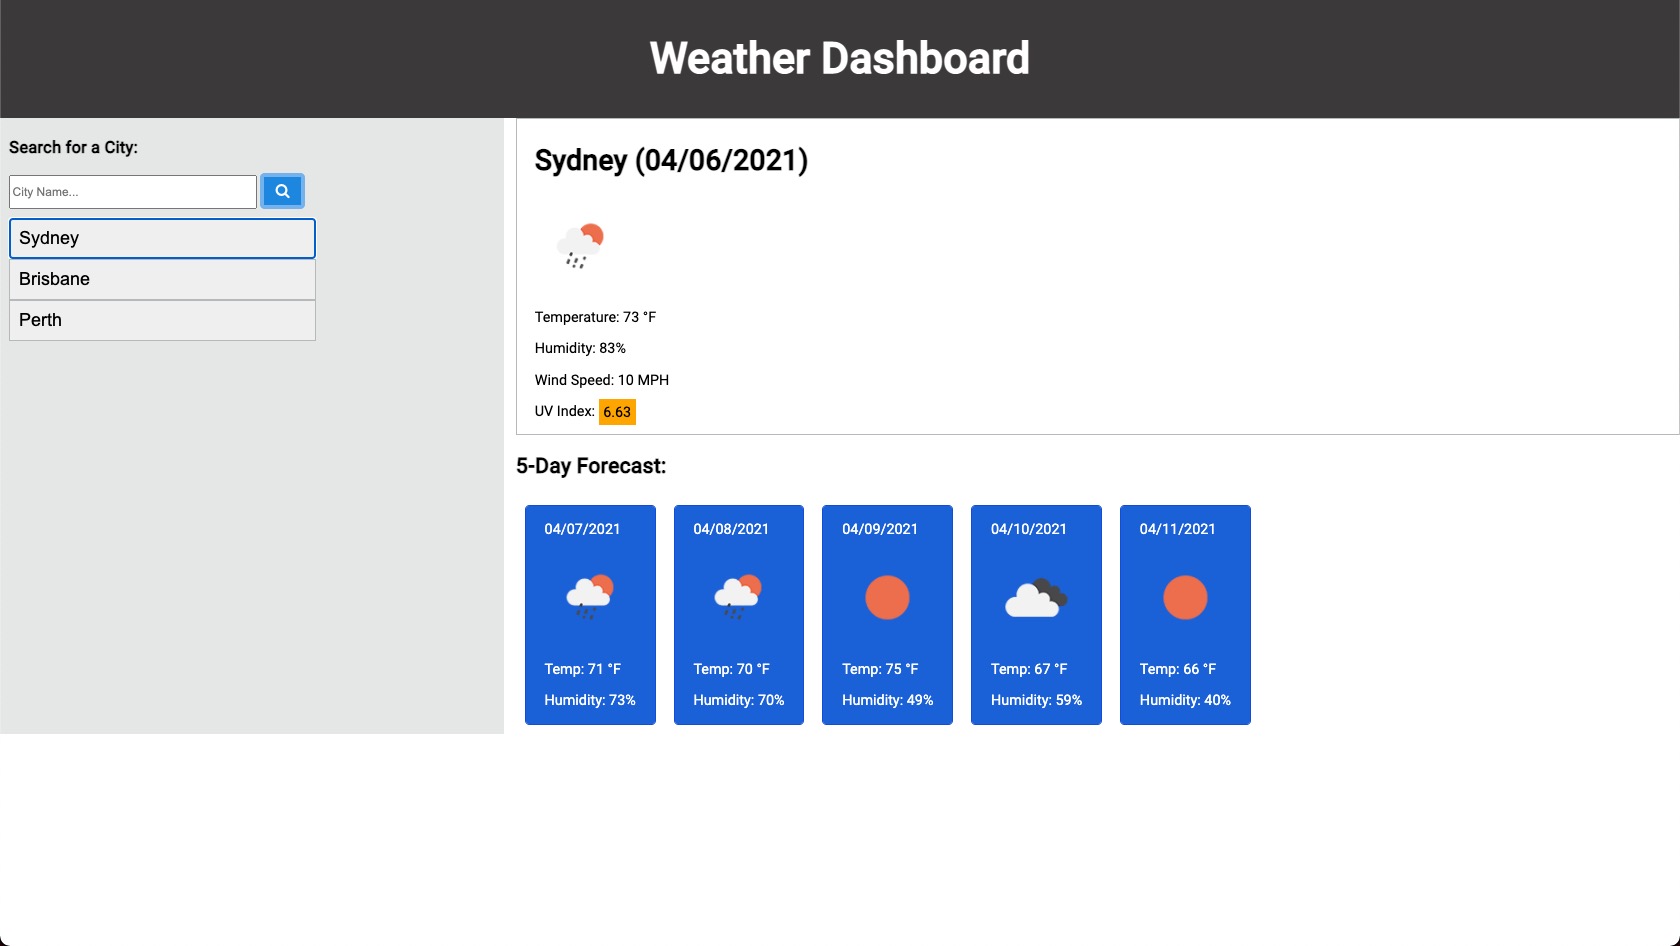 Weather Dashboard
Search for a City:
City Name...
Sydney
Brisbane
Perth
Sydney (04/06/2021)
Temperature: 73 °F
Humidity: 83%
Wind Speed: 10 MPH
UV Index: 6.63
5-Day Forecast:
04/07/2021
Temp: 71 °F
Humidity: 73%
04/08/2021
Temp: 70 °F
Humidity: 70%
04/09/2021
Temp: 75 °F
Humidity: 49%
04/10/2021
Temp: 67 °F
Humidity: 59%
04/11/2021
Temp: 66 °F
Humidity: 40%